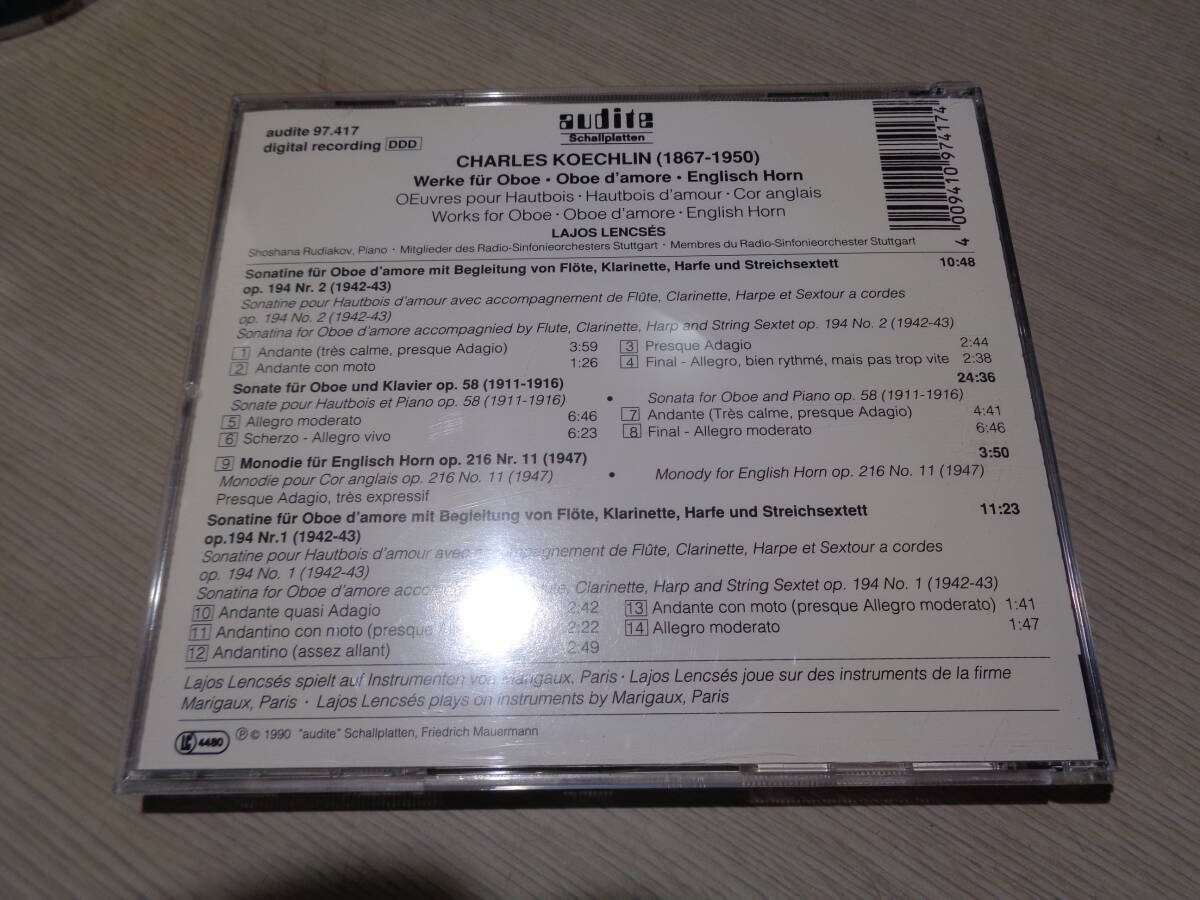 audite 97.417
digital recording DDD
audite
Schallplatten
CHARLES KOECHLIN (1867-1950)
Werke für Oboe · Oboe d'amore · Englisch Horn
OEuvres pour Hautbois · Hautbois d'amour · Cor anglais
Works for Oboe · Oboe d'amore · English Horn
LAJOS LENCSÉS
Shoshana Rudiakov, Piano · Mitglieder des Radio-Sinfonieorchesters Stuttgart · Membres du Radio-Sinfonieorchester Stuttgart
4 009410 974174
Sonatine für Oboe d'amore mit Begleitung von Flöte, Klarinette, Harfe und Streichsextett 10:48
op. 194 Nr. 2 (1942-43)
Sonatine pour Hautbois d'amour avec accompagnement de Flûte, Clarinette, Harpe et Sextour a cordes
op. 194 No. 2 (1942-43)
Sonatina for Oboe d'amore accompagnied by Flute, Clarinette, Harp and String Sextet op. 194 No. 2 (1942-43)
1 Andante (très calme, presque Adagio) 3:59
2 Andante con moto 1:26
3 Presque Adagio 2:44
4 Final - Allegro, bien rythmé, mais pas trop vite 2:38
Sonate für Oboe und Klavier op. 58 (1911-1916) 24:36
Sonate pour Hautbois et Piano op. 58 (1911-1916) • Sonata for Oboe and Piano op. 58 (1911-1916)
5 Allegro moderato 6:46
6 Scherzo - Allegro vivo 6:23
7 Andante (Très calme, presque Adagio) 4:41
8 Final - Allegro moderato 6:46
9 Monodie für Englisch Horn op. 216 Nr. 11 (1947) 3:50
Monodie pour Cor anglais op. 216 No. 11 (1947) • Monody for English Horn op. 216 No. 11 (1947)
Presque Adagio, très expressif
Sonatine für Oboe d'amore mit Begleitung von Flöte, Klarinette, Harfe und Streichsextett 11:23
op.194 Nr.1 (1942-43)
Sonatine pour Hautbois d'amour avec accompagnement de Flûte, Clarinette, Harpe et Sextour a cordes
op. 194 No. 1 (1942-43)
Sonatina for Oboe d'amore Flute, Clarinette, Harp and String Sextet op. 194 No. 1 (1942-43)
10 Andante quasi Adagio 2:42
11 Andantino con moto (presque 2:22
12 Andantino (assez allant) 2:49
13 Andante con moto (presque Allegro moderato) 1:41
14 Allegro moderato 1:47
Lajos Lencsés spielt auf Instrumenten von Marigaux, Paris · Lajos Lencsés joue sur des instruments de la firme
Marigaux, Paris · Lajos Lencsés plays on instruments by Marigaux, Paris
LC 4480
℗ © 1990 "audite" Schallplatten, Friedrich Mauermann